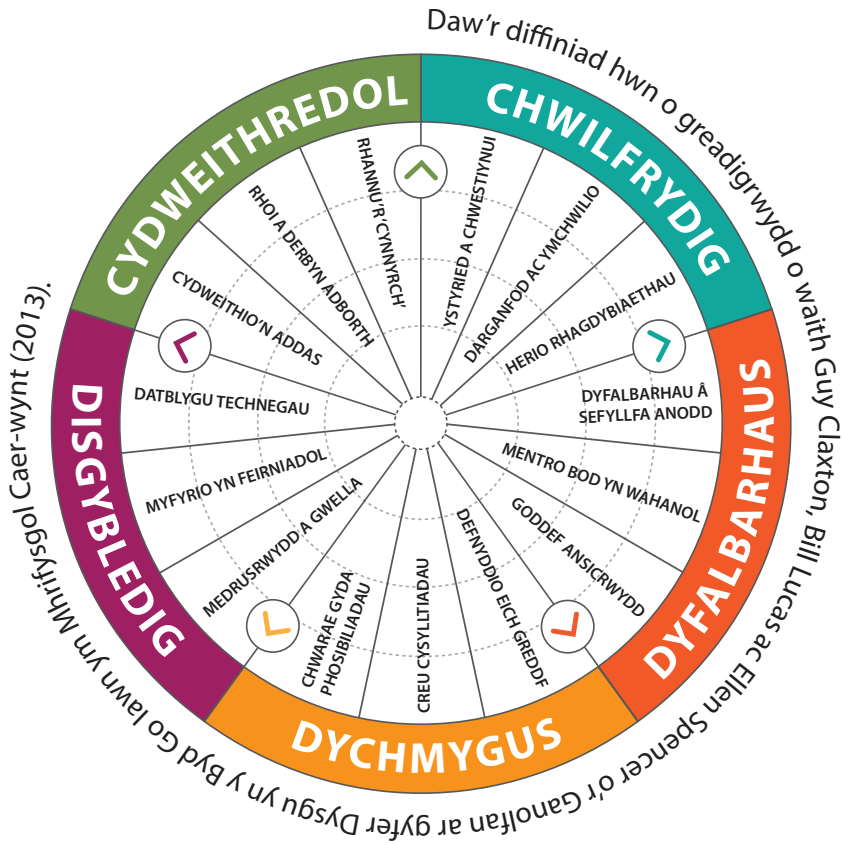 Daw'r diffiniad hwn o greadigrwydd o waith Guy Claxton, Bill Lucas ac Ellen Spencer o'r Ganolfan ar gyfer Dysgu yn y Byd Go Iawn ym Mhrifysgol Caer-wynt (2013).
CHWILFRYDIG
YSTYRIED A CHWESTIYNUI
DARGANFOD AC YMCHWILIO
HERIO RHAGDYBIAETHAU
DYFALBARHAUS
DYFALBARHAU Â
SEFYLLFA ANODD
MENTRO BOD YN WAHANOL
GODDEF ANSICRWYDD
DYCHMYGUS
DEFNYDDIO EICH GREDDF
CREU CYSYLLTIADAU
CHWARAE GYDA
PHOSIBILIADAU
DISGYBLEDIG
MEDRUSRWYDD A GWELLA
MYFYRIO YN FEIRNIADOL
DATBLYGU TECHNEGAU
CYDWEITHREDOL
CYDWEITHIO'N ADDAS
RHOI A DERBYN ADBORTH
RHANNU'R 'CYNNYRCH'